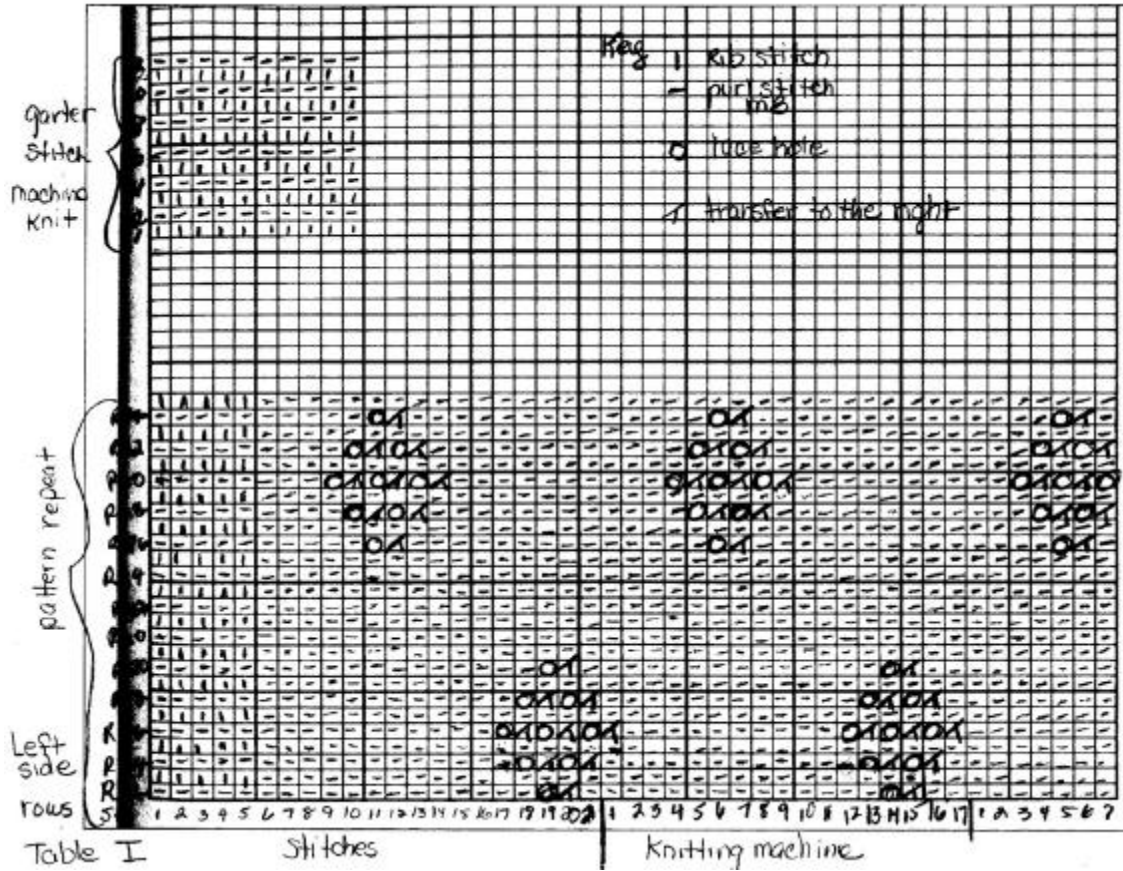 Key
ı Rib stitch
- purl stitch
MB
O lace hole
transfer to the right
garter
stitch
machine
knit
pattern repeat
Left
side
rows
1 2 3 4 5 6 7 8 9 10 11 12 13 14 15 16 17 18 19 20 21 1 2 3 4 5 6 7 8 9 10 11 12 13 14 15 16 17 1 2 3 4 5 6 7
Table I
Stitches
Knitting machine